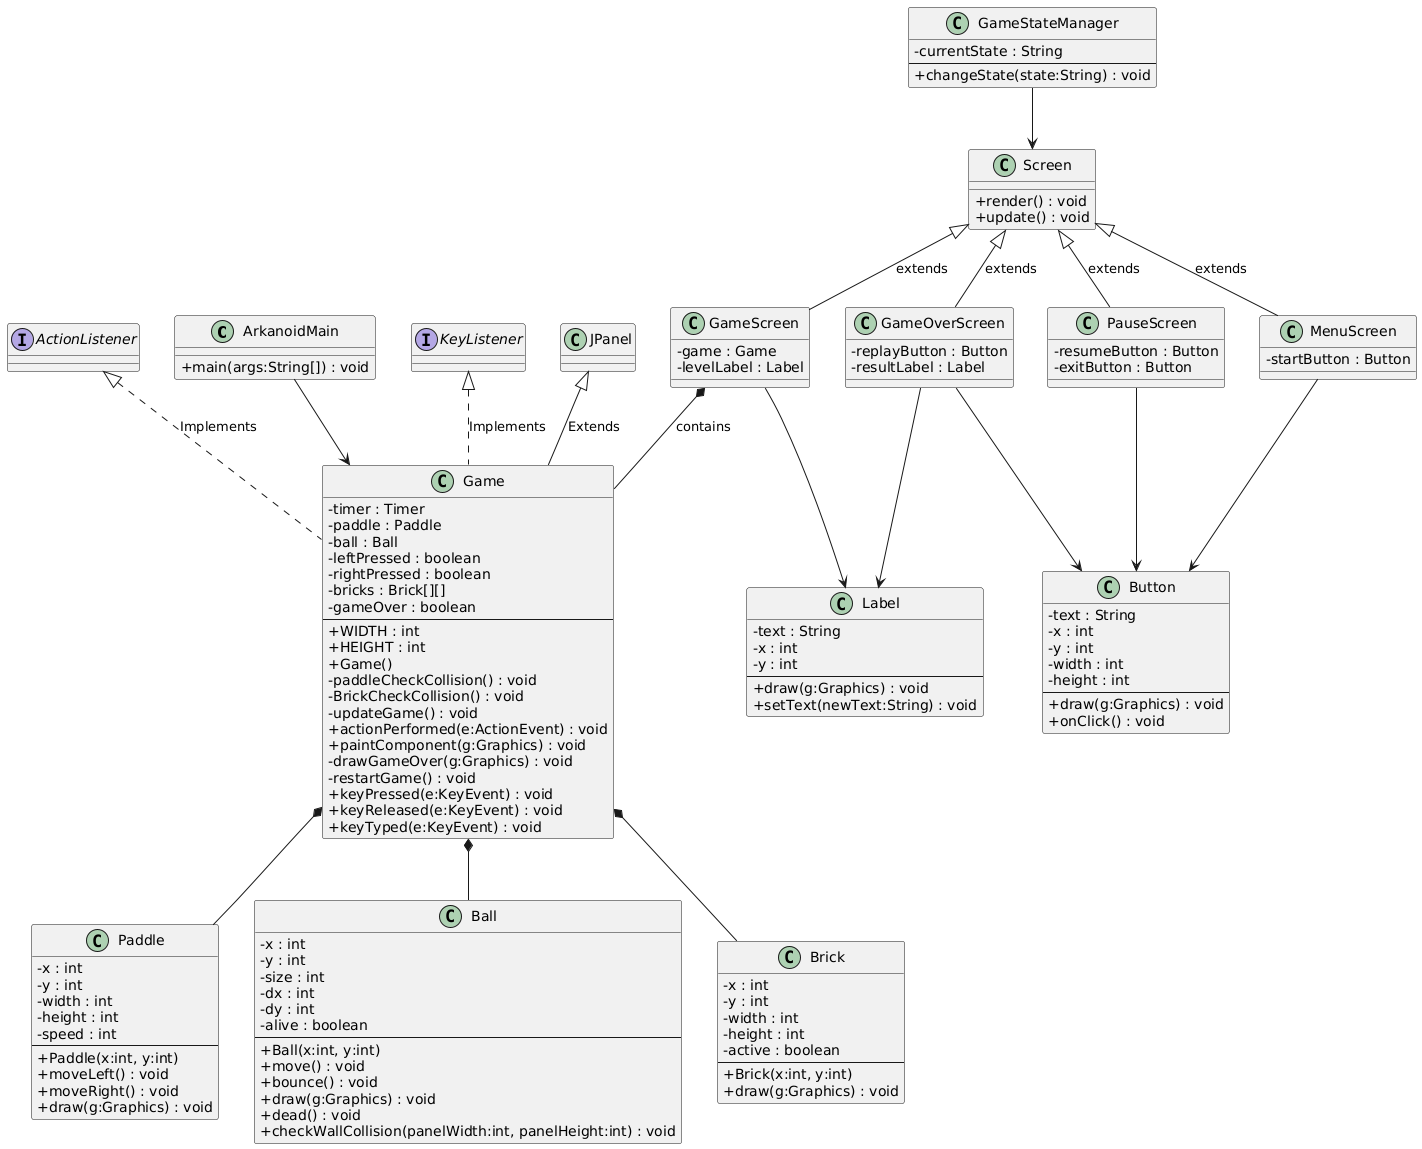 C GameStateManager
-currentState : String
+changeState(state:String) : void
C Screen
+render() : void
+update() : void
extends
extends
extends
extends
I ActionListener
C ArkanoidMain
+main(args:String[]) : void
I KeyListener
C JPanel
C GameScreen
-game : Game
-levelLabel : Label
C GameOverScreen
-replayButton : Button
-resultLabel : Label
C PauseScreen
-resumeButton : Button
-exitButton : Button
C MenuScreen
-startButton : Button
Implements
Implements
Extends
contains
C Game
-timer : Timer
-paddle : Paddle
-ball : Ball
-leftPressed : boolean
-rightPressed : boolean
-bricks : Brick[][]
-gameOver : boolean
+WIDTH : int
+HEIGHT : int
+Game()
-paddleCheckCollision() : void
-BrickCheckCollision() : void
-updateGame() : void
+actionPerformed(e:ActionEvent) : void
+paintComponent(g:Graphics) : void
-drawGameOver(g:Graphics) : void
-restartGame() : void
+keyPressed(e:KeyEvent) : void
+keyReleased(e:KeyEvent) : void
+keyTyped(e:KeyEvent) : void
C Label
-text : String
-x : int
-y : int
+draw(g:Graphics) : void
+setText(newText:String) : void
C Button
-text : String
-x : int
-y : int
-width : int
-height : int
+draw(g:Graphics) : void
+onClick() : void
C Paddle
-x : int
-y : int
-width : int
-height : int
-speed : int
+Paddle(x:int, y:int)
+moveLeft() : void
+moveRight() : void
+draw(g:Graphics) : void
C Ball
-x : int
-y : int
-size : int
-dx : int
-dy : int
-alive : boolean
+Ball(x:int, y:int)
+move() : void
+bounce() : void
+draw(g:Graphics) : void
+dead() : void
+checkWallCollision(panelWidth:int, panelHeight:int) : void
C Brick
-x : int
-y : int
-width : int
-height : int
-active : boolean
+Brick(x:int, y:int)
+draw(g:Graphics) : void